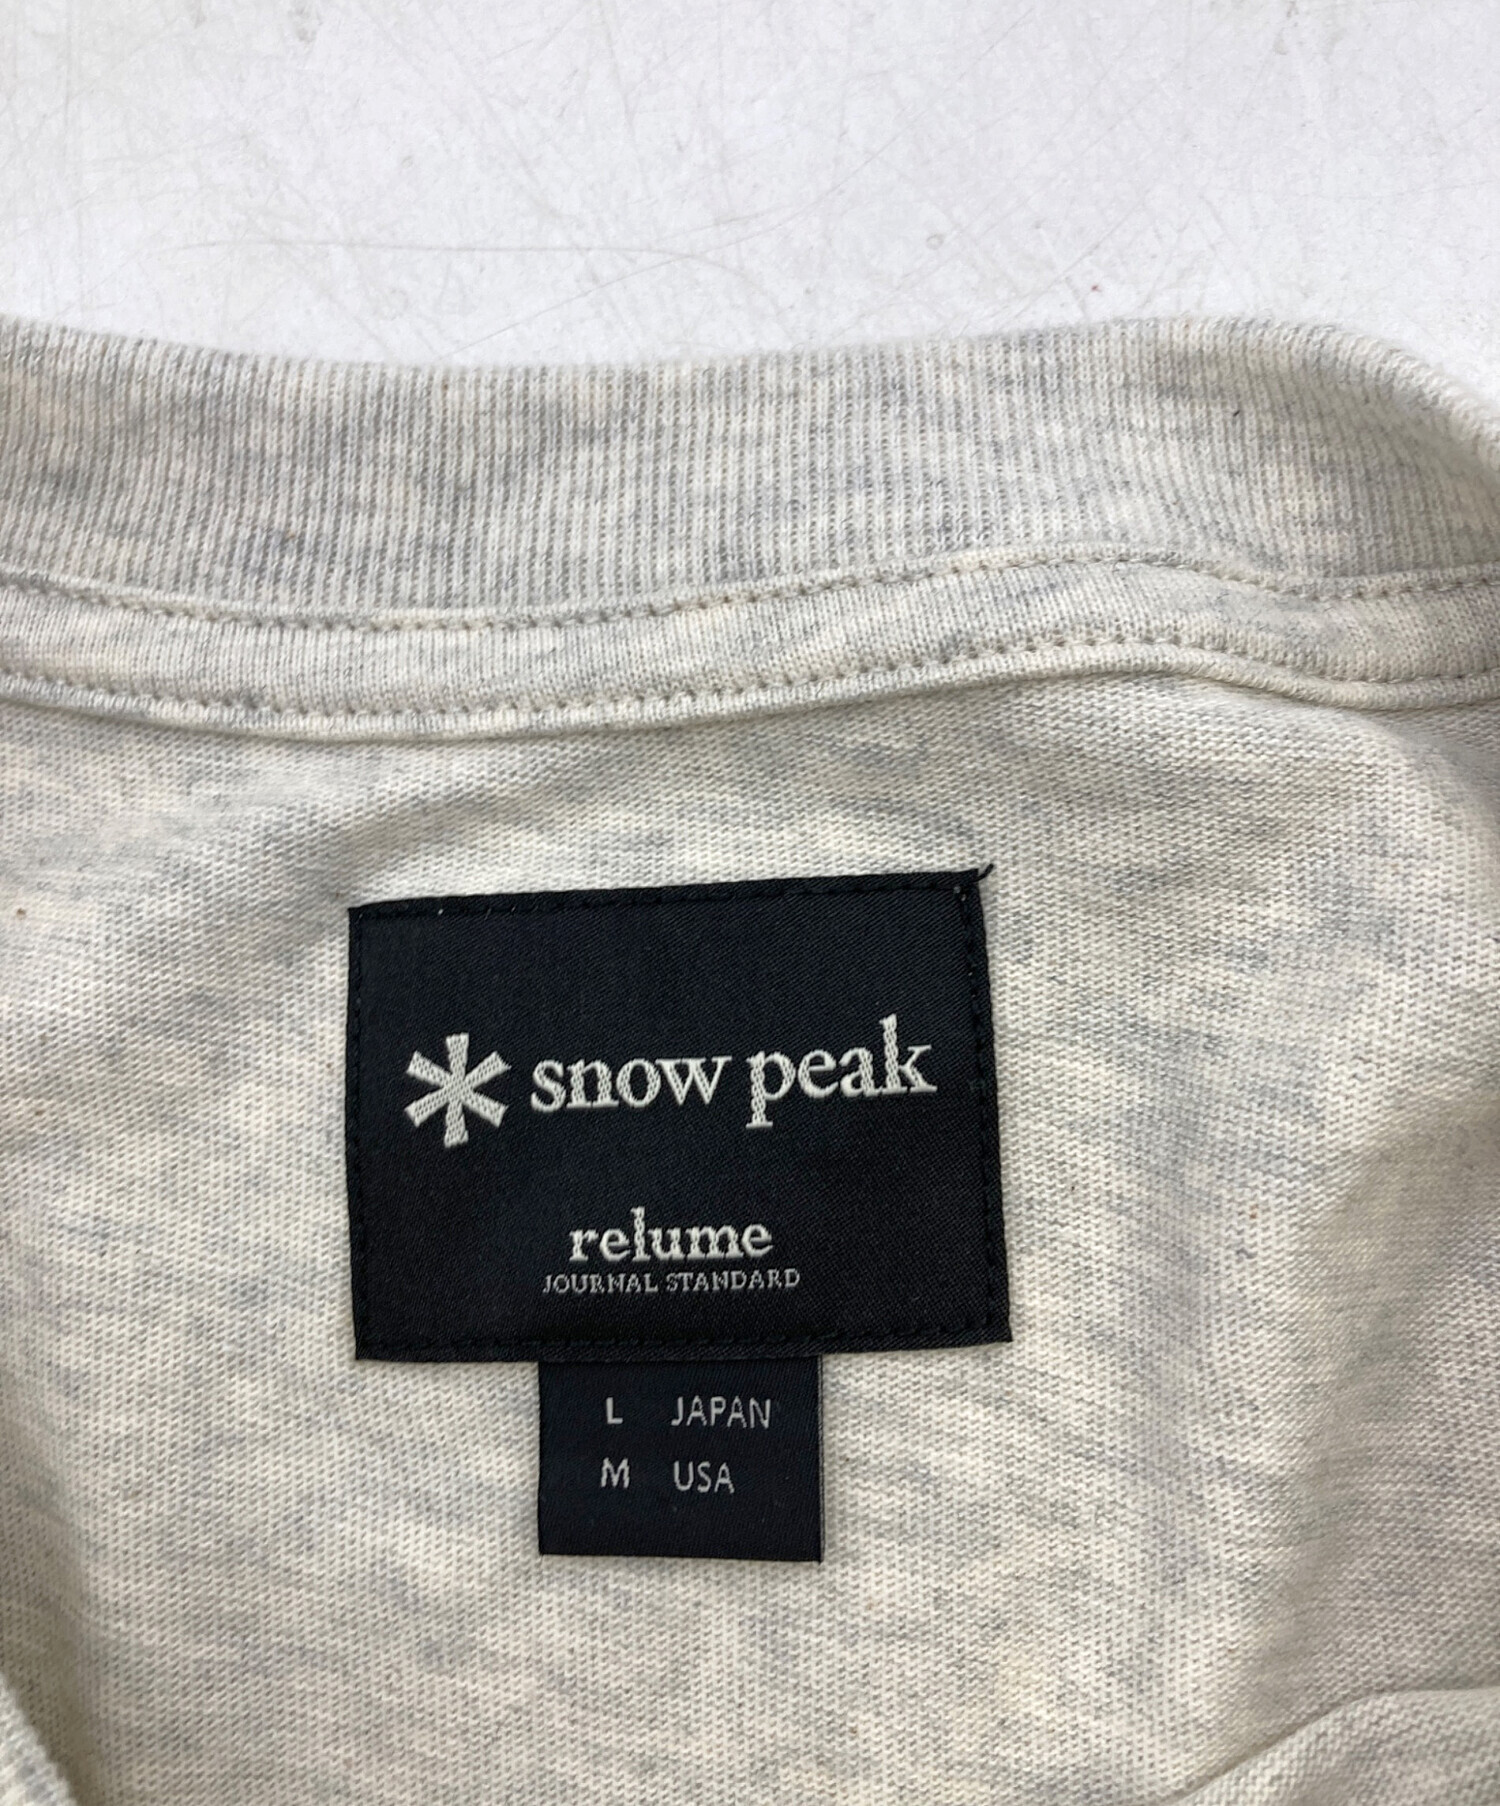 snow peak
relume
JOURNAL STANDARD
L JAPAN
M USA